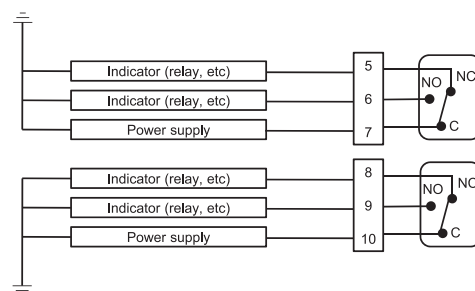 Indicator (relay, etc) 5 NC
Indicator (relay, etc) 6 NO
Power supply 7 C
Indicator (relay, etc) 8 NC
Indicator (relay, etc) 9 NO
Power supply 10 C